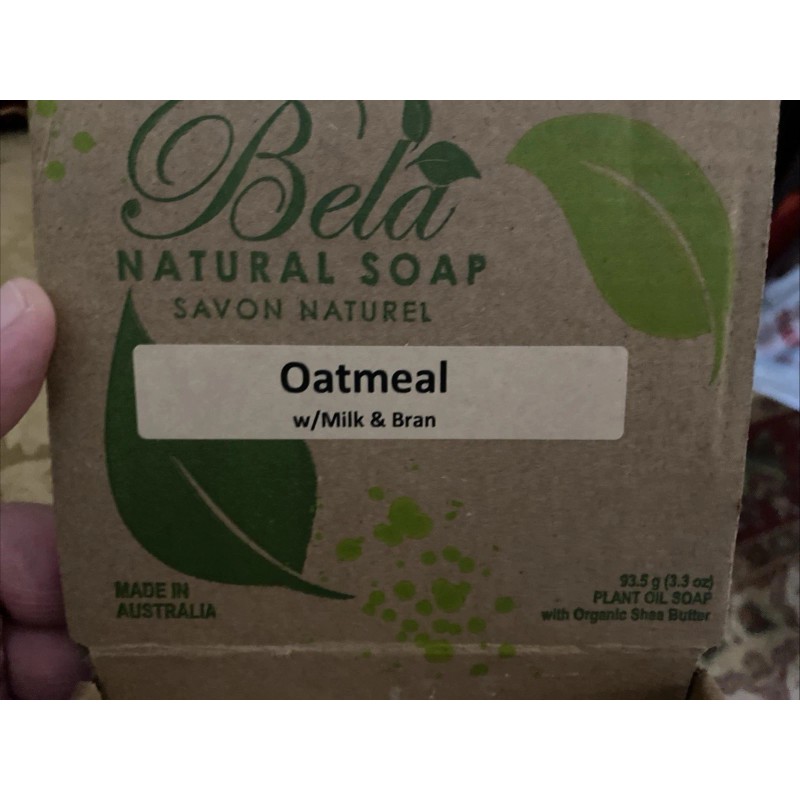 Bela
NATURAL SOAP
SAVON NATUREL
Oatmeal
w/Milk & Bran
MADE IN
AUSTRALIA
93.5 g (3.3 oz)
PLANT OIL SOAP
with Organic Shea Butter